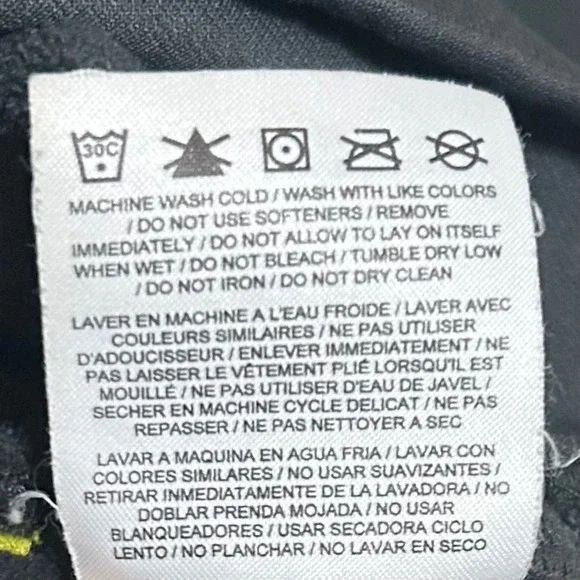 30C
MACHINE WASH COLD / WASH WITH LIKE COLORS
/ DO NOT USE SOFTENERS / REMOVE
IMMEDIATELY / DO NOT ALLOW TO LAY ON ITSELF
WHEN WET / DO NOT BLEACH / TUMBLE DRY LOW
/ DO NOT IRON / DO NOT DRY CLEAN
LAVER EN MACHINE A L'EAU FROIDE / LAVER AVEC
COULEURS SIMILAIRES / NE PAS UTILISER
D'ADOUCISSEUR / ENLEVER IMMEDIATEMENT / NE
PAS LAISSER LE VÊTEMENT PLIÉ LORSQU'IL EST
MOUILLÉ / NE PAS UTILISER D'EAU DE JAVEL /
SECHER EN MACHINE CYCLE DELICAT / NE PAS
REPASSER / NE PAS NETTOYER A SEC
LAVAR A MAQUINA EN AGUA FRIA / LAVAR CON
COLORES SIMILARES / NO USAR SUAVIZANTES /
RETIRAR INMEDIATAMENTE DE LA LAVADORA / NO
DOBLAR PRENDA MOJADA / NO USAR
BLANQUEADORES / USAR SECADORA CICLO
LENTO / NO PLANCHAR / NO LAVAR EN SECO